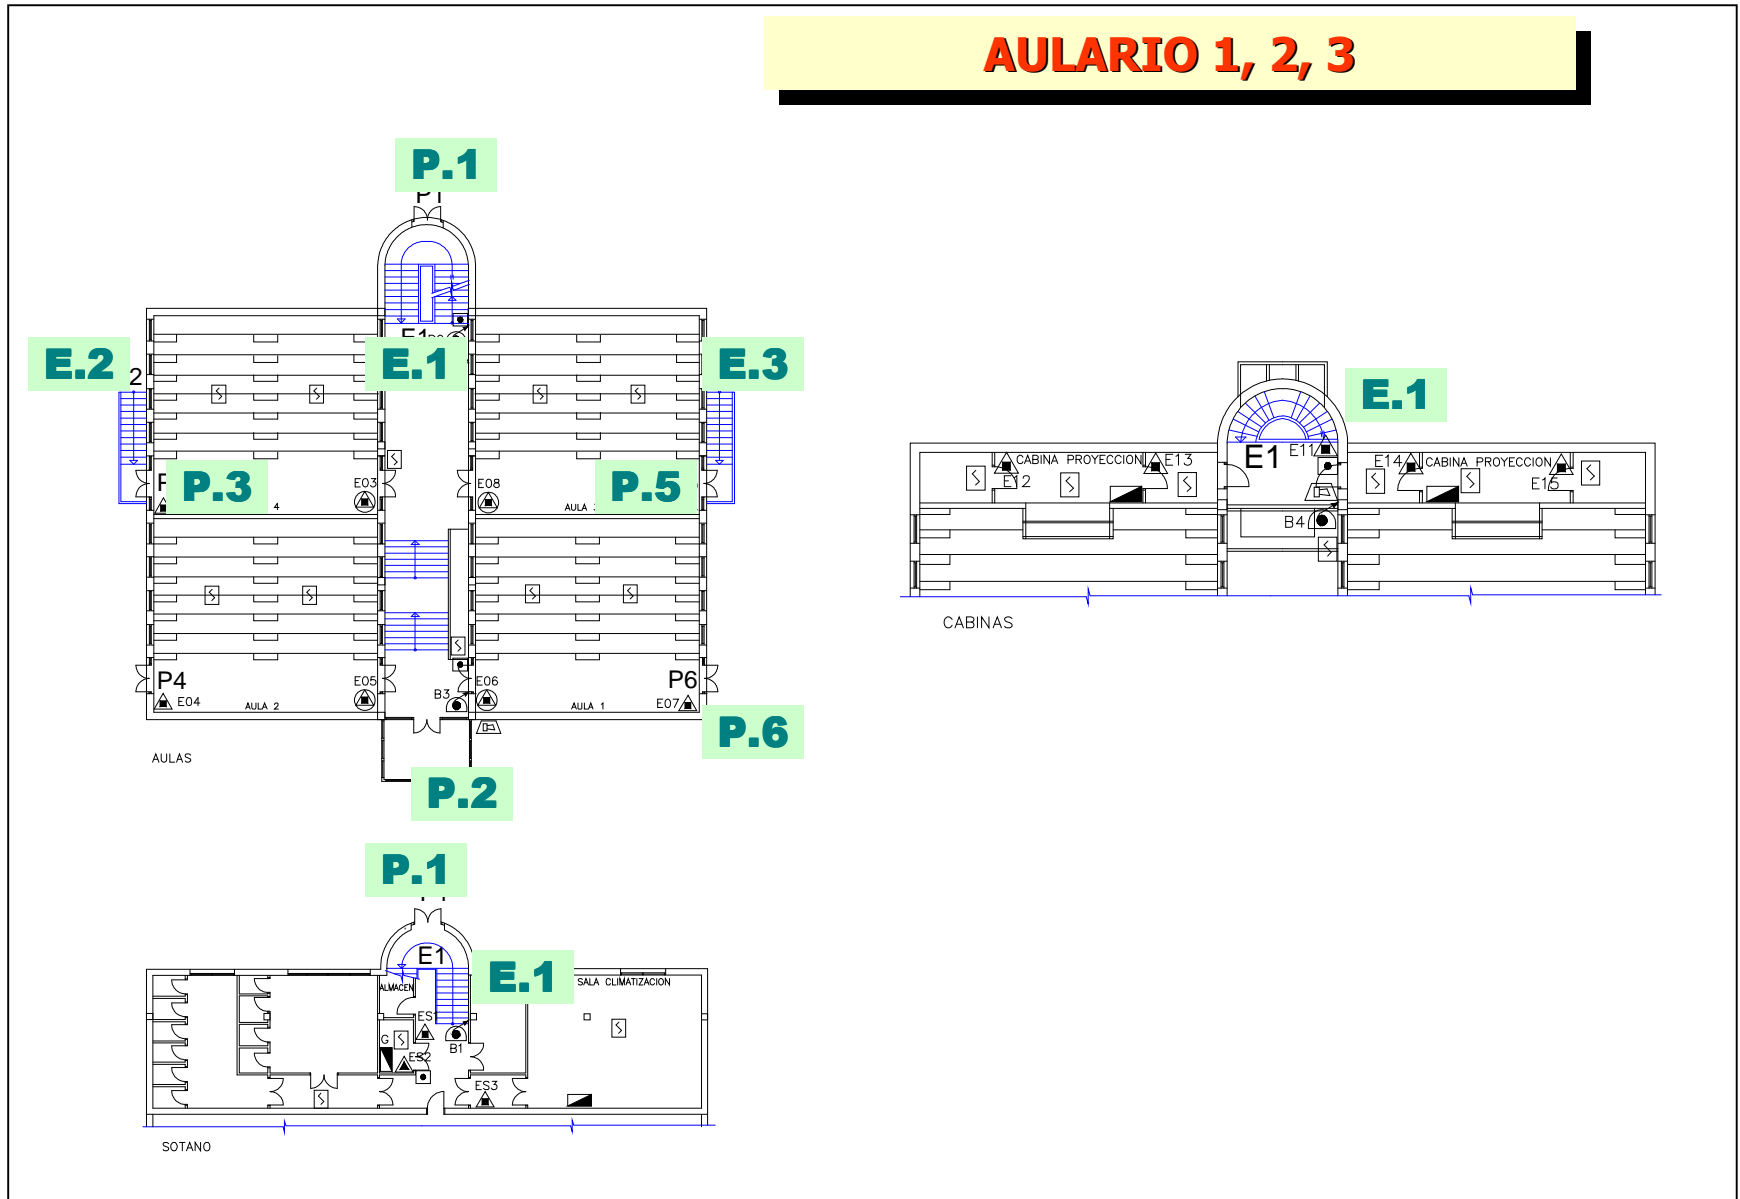 AULARIO 1, 2, 3
P.1
P1
E1
E.2
E.1
E.3
2
P.3
P.5
E03
E08
4
AULA
P4
E04
E05
AULA 2
B3
E06
AULA 1
P6
E07
P.6
AULAS
P.2
E.1
E1
E11
CABINA PROYECCION
E13
E12
E14
CABINA PROYECCION
E15
B4
CABINAS
P.1
E1
E.1
ALMACEN
SALA CLIMATIZACION
ES1
G
ES2
B1
ES3
SOTANO